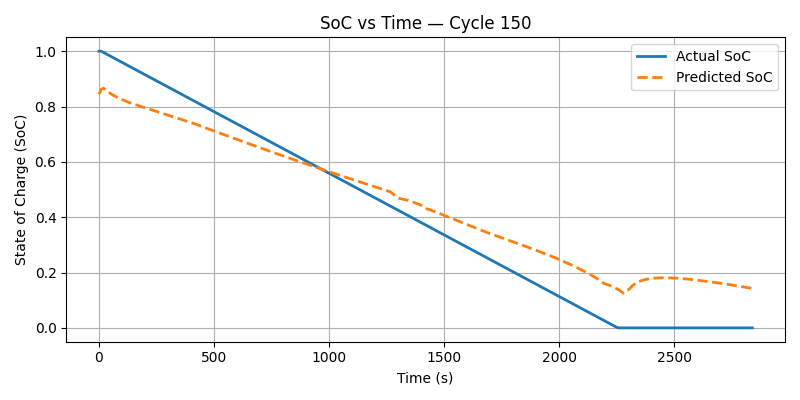 SoC vs Time — Cycle 150
Actual SoC
Predicted SoC
State of Charge (SoC)
1.0
0.8
0.6
0.4
0.2
0.0
0 500 1000 1500 2000 2500
Time (s)